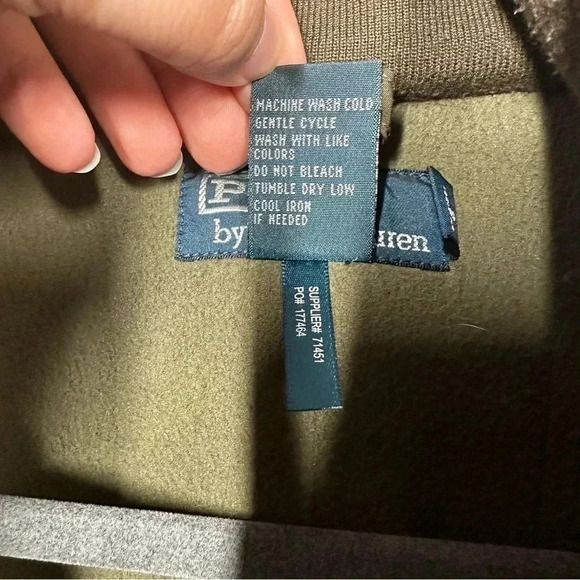 MACHINE WASH COLD
GENTLE CYCLE
WASH WITH LIKE
COLORS
DO NOT BLEACH
TUMBLE DRY LOW
COOL IRON
IF NEEDED
P
by uren
SUPPLIER# 71451
PO# 177464